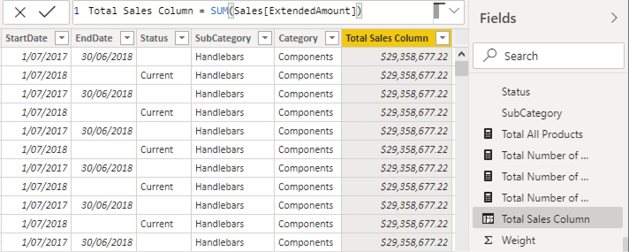 1 Total Sales Column = SUM(Sales[ExtendedAmount])
StartDate EndDate Status SubCategory Category Total Sales Column
1/07/2017 30/06/2018 Handlebars Components $29,358,677.22
1/07/2018 Current Handlebars Components $29,358,677.22
1/07/2017 30/06/2018 Handlebars Components $29,358,677.22
1/07/2018 Current Handlebars Components $29,358,677.22
1/07/2017 30/06/2018 Handlebars Components $29,358,677.22
1/07/2018 Current Handlebars Components $29,358,677.22
1/07/2017 30/06/2018 Handlebars Components $29,358,677.22
1/07/2018 Current Handlebars Components $29,358,677.22
1/07/2017 30/06/2018 Handlebars Components $29,358,677.22
1/07/2018 Current Handlebars Components $29,358,677.22
1/07/2017 30/06/2018 Handlebars Components $29,358,677.22
Fields
Search
Status
SubCategory
Total All Products
Total Number of ...
Total Number of ...
Total Number of ...
Total Sales Column
Weight